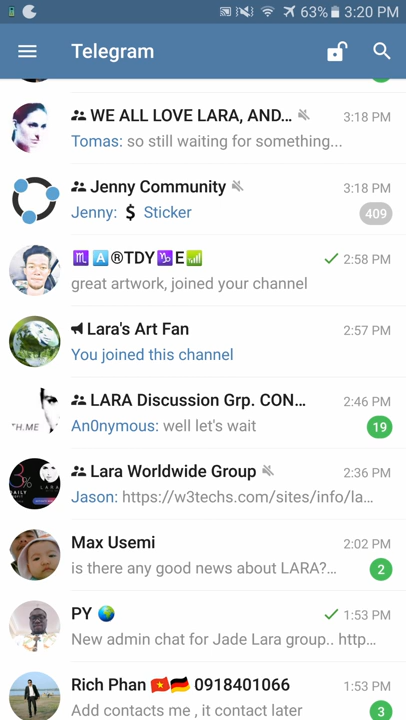 63% 3:20 PM
Telegram
WE ALL LOVE LARA, AND... 3:18 PM
Tomas: so still waiting for something...
Jenny Community 3:18 PM
Jenny: 💲 Sticker 409
♏🅰®TDY♑E📶 2:58 PM
great artwork, joined your channel
Lara's Art Fan 2:57 PM
You joined this channel
LARA Discussion Grp. CON... 2:46 PM
An0nymous: well let's wait 19
"H.ME
Lara Worldwide Group 2:36 PM
Jason: https://w3techs.com/sites/info/la...
3%
DAILY
Max Usemi 2:02 PM
is there any good news about LARA?... 2
PY 🌍 1:53 PM
New admin chat for Jade Lara group.. http...
Rich Phan 🇻🇳🇩🇪 0918401066 1:53 PM
Add contacts me , it contact later 3